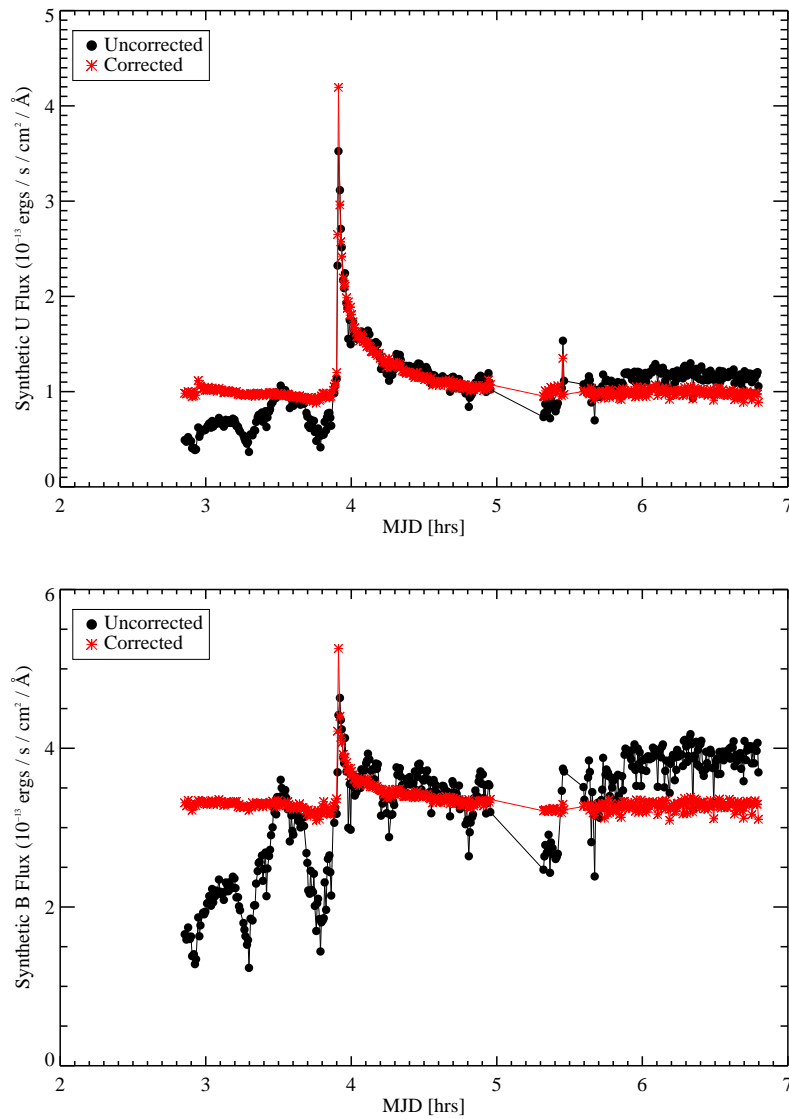 5
4
3
2
1
0
Synthetic U Flux (10⁻¹³ ergs / s / cm² / Å)
Uncorrected
Corrected
2 3 4 5 6 7
MJD [hrs]
6
4
2
0
Synthetic B Flux (10⁻¹³ ergs / s / cm² / Å)
Uncorrected
Corrected
2 3 4 5 6 7
MJD [hrs]